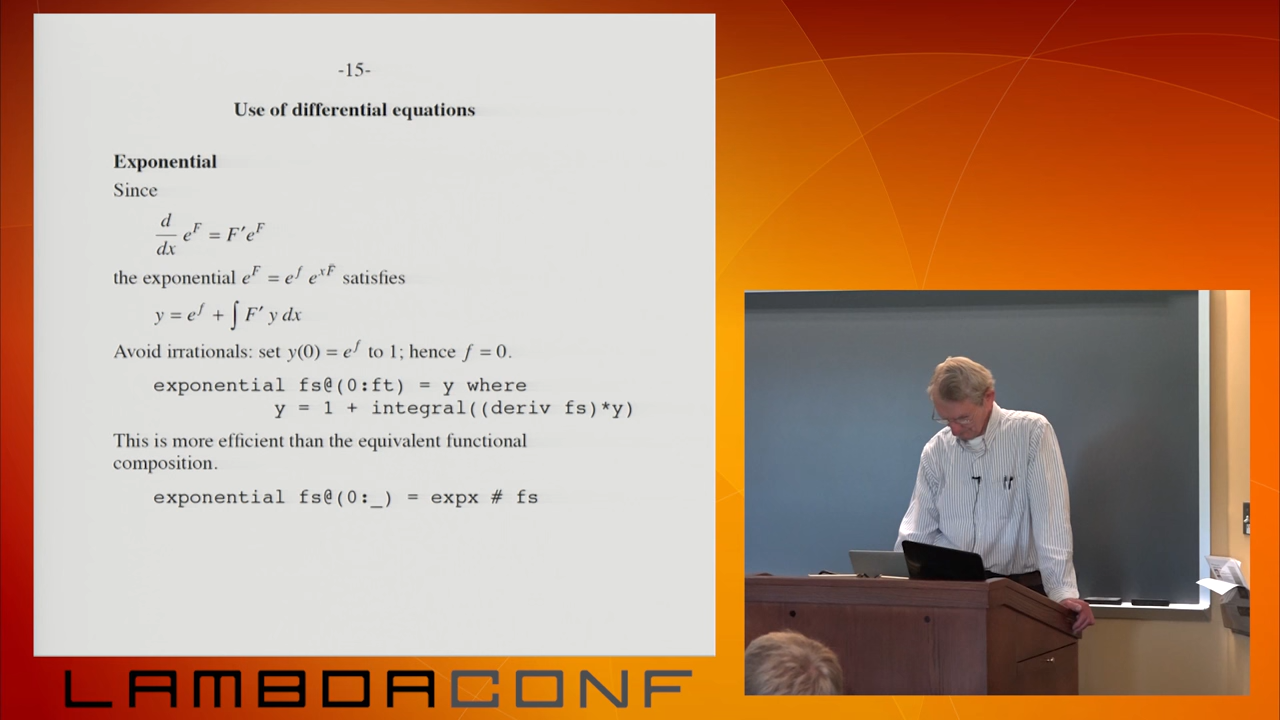 -15-
Use of differential equations
Exponential
Since
d/dx e^F = F′e^F
the exponential e^F = e^f e^{xF̄} satisfies
y = e^f + ∫ F′ y dx
Avoid irrationals: set y(0) = e^f to 1; hence f = 0.
exponential fs@(0:ft) = y where
y = 1 + integral((deriv fs)*y)
This is more efficient than the equivalent functional
composition.
exponential fs@(0:_) = expx # fs
LAMBDACONF